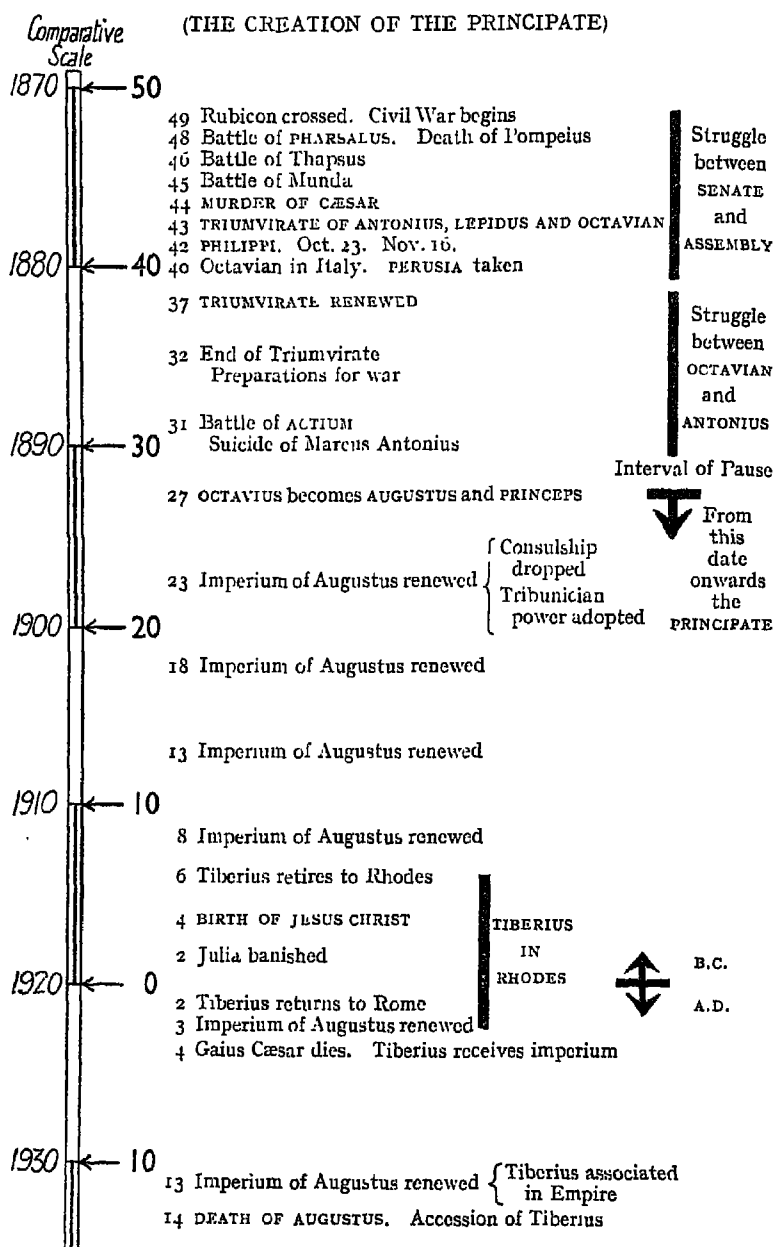 Comparative Scale
(THE CREATION OF THE PRINCIPATE)
1870 50
49 Rubicon crossed. Civil War begins
48 Battle of PHARSALUS. Death of Pompeius
46 Battle of Thapsus
45 Battle of Munda
44 MURDER OF CÆSAR
43 TRIUMVIRATE OF ANTONIUS, LEPIDUS AND OCTAVIAN
42 PHILIPPI. Oct. 23. Nov. 16.
1880 40
40 Octavian in Italy. PERUSIA taken
Struggle
between
SENATE
and
ASSEMBLY
37 TRIUMVIRATE RENEWED
32 End of Triumvirate
Preparations for war
31 Battle of ACTIUM
Suicide of Marcus Antonius
1890 30
Struggle
between
OCTAVIAN
and
ANTONIUS
Interval of Pause
27 OCTAVIUS becomes AUGUSTUS and PRINCEPS
From
this
date
onwards
the
PRINCIPATE
23 Imperium of Augustus renewed
Consulship
dropped
Tribunician
power adopted
1900 20
18 Imperium of Augustus renewed
13 Imperium of Augustus renewed
1910 10
8 Imperium of Augustus renewed
6 Tiberius retires to Rhodes
4 BIRTH OF JESUS CHRIST
2 Julia banished
TIBERIUS
IN
RHODES
B.C.
1920 0
A.D.
2 Tiberius returns to Rome
3 Imperium of Augustus renewed
4 Gaius Cæsar dies. Tiberius receives imperium
1930 10
13 Imperium of Augustus renewed
Tiberius associated
in Empire
14 DEATH OF AUGUSTUS. Accession of Tiberius